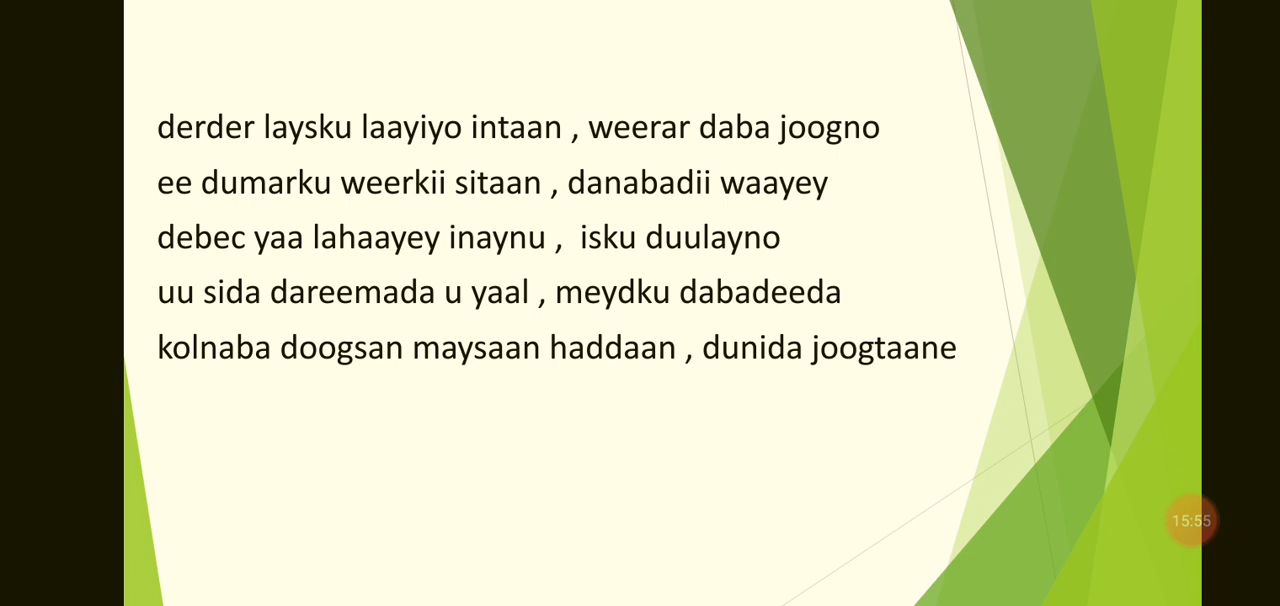 derder laysku laayiyo intaan , weerar daba joogno
ee dumarku weerkii sitaan , danabadii waayey
debec yaa lahaayey inaynu , isku duulayno
uu sida dareemada u yaal , meydku dabadeeda
kolnaba doogsan maysaan haddaan , dunida joogtaane
15:55